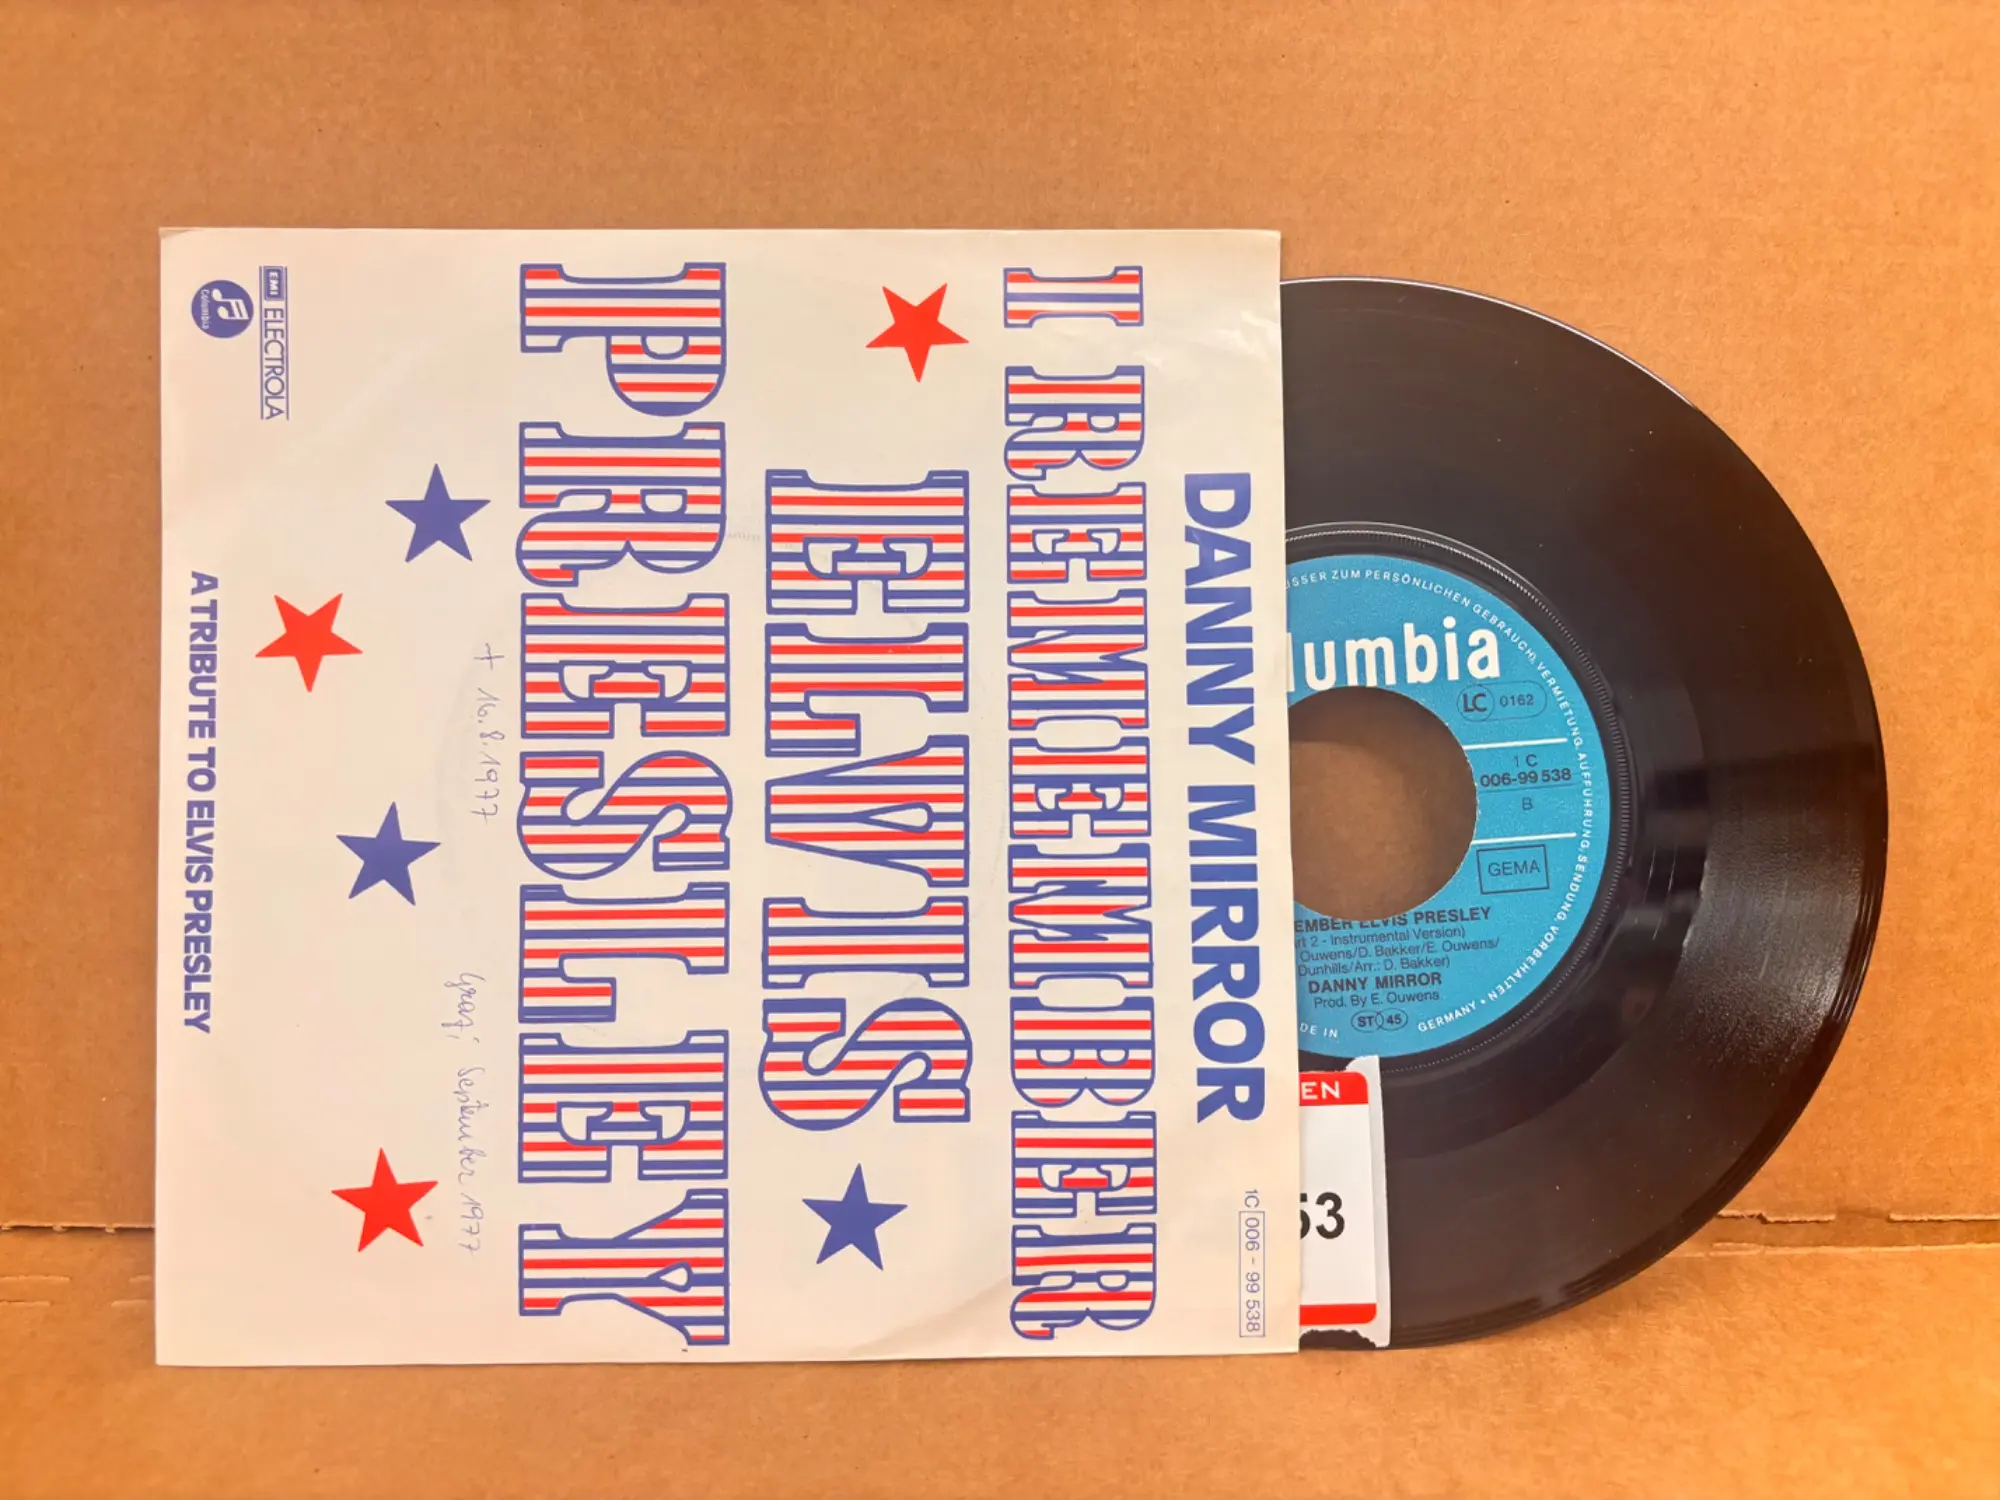 DANNY MIRROR
1C 006 - 99 538
I REMEMBER
ELVIS
PRESLEY
+ 16.8.1977
Graz, September 1977
A TRIBUTE TO ELVIS PRESLEY
EMI ELECTROLA
Columbia
lumbia
LC 0162
1 C
006-99 538
B
GEMA
EMBER ELVIS PRESLEY
rt 2 - Instrumental Version)
Ouwens/D. Bakker/E. Ouwens/
Dunhills/Arr.: D. Bakker)
DANNY MIRROR
Prod. By E. Ouwens
ST 45
SSER ZUM PERSÖNLICHEN GEBRAUCH), VERMIETUNG, AUFFÜHRUNG, SENDUNG, VORBEHALTEN • GERMANY
DE IN
EN
53